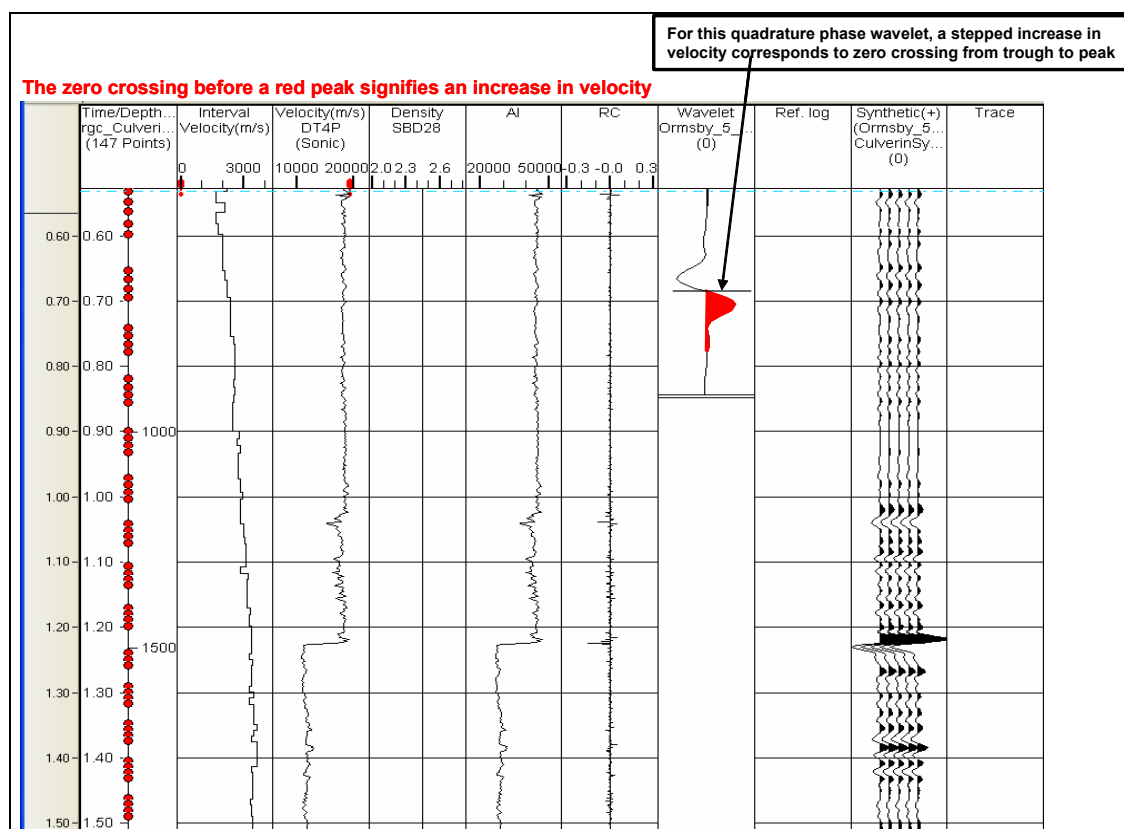 For this quadrature phase wavelet, a stepped increase in
velocity corresponds to zero crossing from trough to peak
The zero crossing before a red peak signifies an increase in velocity
Time/Depth... Interval Velocity(m/s) Density AI RC Wavelet Ref. log Synthetic(+) Trace
rgc_Culveri... Velocity(m/s) DT4P SBD28 Ormsby_5_... (Ormsby_5...
(147 Points) (Sonic) (0) CulverinSy...
(0)
0 3000 10000 20000 2.0 2.3 2.6 20000 50000 -0.3 -0.0 0.3
0.60 0.60
0.70 0.70
0.80 0.80
0.90 0.90 1000
1.00 1.00
1.10 1.10
1.20 1.20
1500
1.30 1.30
1.40 1.40
1.50 1.50